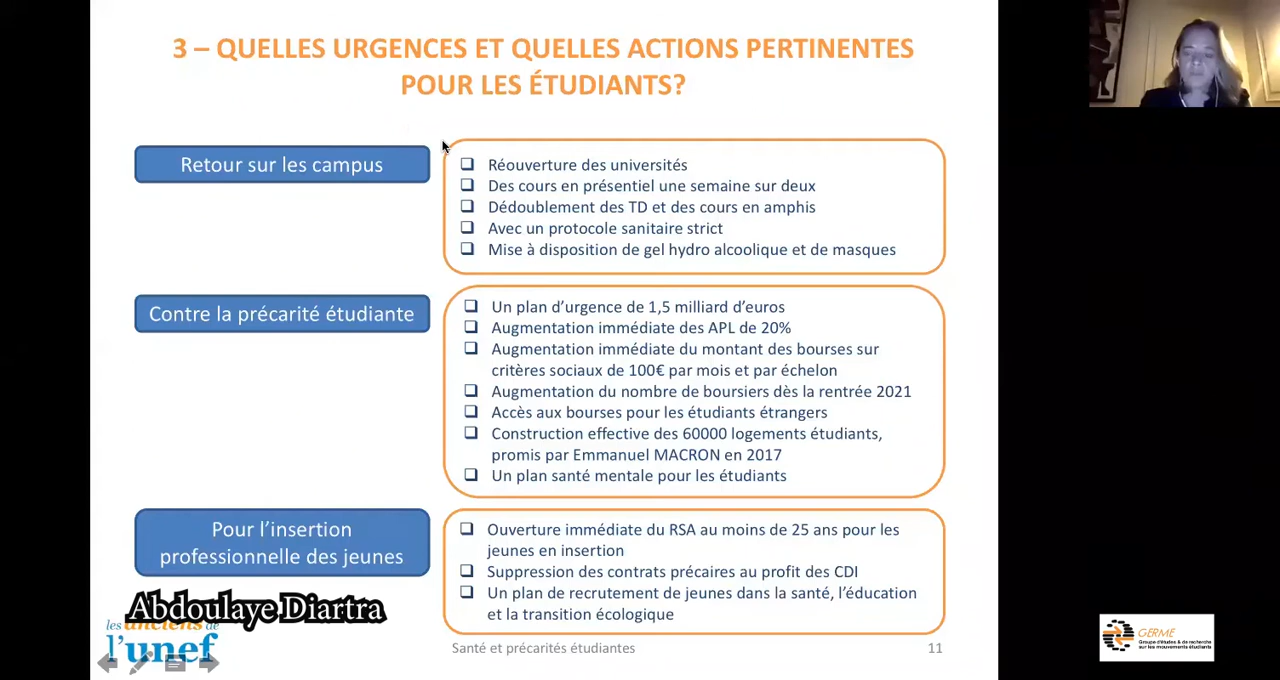 3 – QUELLES URGENCES ET QUELLES ACTIONS PERTINENTES
POUR LES ÉTUDIANTS?
Retour sur les campus
❑ Réouverture des universités
❑ Des cours en présentiel une semaine sur deux
❑ Dédoublement des TD et des cours en amphis
❑ Avec un protocole sanitaire strict
❑ Mise à disposition de gel hydro alcoolique et de masques
Contre la précarité étudiante
❑ Un plan d’urgence de 1,5 milliard d’euros
❑ Augmentation immédiate des APL de 20%
❑ Augmentation immédiate du montant des bourses sur
critères sociaux de 100€ par mois et par échelon
❑ Augmentation du nombre de boursiers dès la rentrée 2021
❑ Accès aux bourses pour les étudiants étrangers
❑ Construction effective des 60000 logements étudiants,
promis par Emmanuel MACRON en 2017
❑ Un plan santé mentale pour les étudiants
Pour l’insertion
professionnelle des jeunes
❑ Ouverture immédiate du RSA au moins de 25 ans pour les
jeunes en insertion
❑ Suppression des contrats précaires au profit des CDI
❑ Un plan de recrutement de jeunes dans la santé, l’éducation
et la transition écologique
Abdoulaye Diartra
les anciens de
l’unef
Santé et précarités étudiantes
11
GERME
Groupe d'études & de recherche
sur les mouvements étudiants